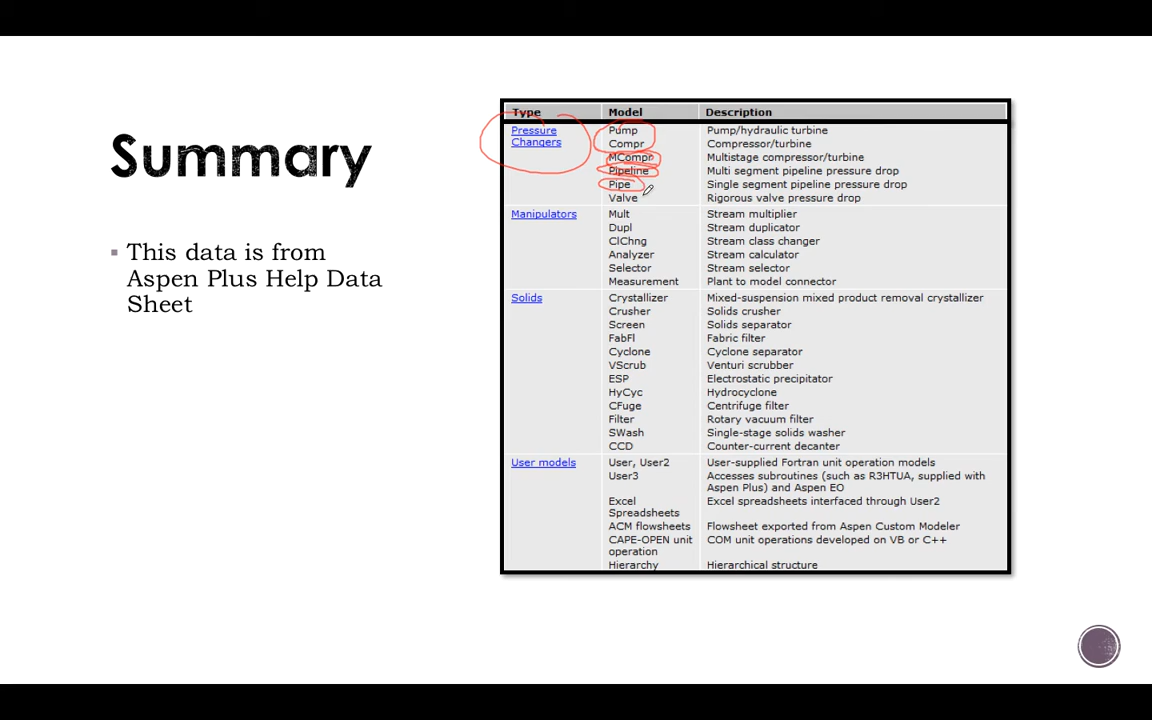 Summary
This data is from
Aspen Plus Help Data
Sheet
Type Model Description
Pressure Changers Pump Pump/hydraulic turbine
Compr Compressor/turbine
MCompr Multistage compressor/turbine
Pipeline Multi segment pipeline pressure drop
Pipe Single segment pipeline pressure drop
Valve Rigorous valve pressure drop
Manipulators Mult Stream multiplier
Dupl Stream duplicator
ClChng Stream class changer
Analyzer Stream calculator
Selector Stream selector
Measurement Plant to model connector
Solids Crystallizer Mixed-suspension mixed product removal crystallizer
Crusher Solids crusher
Screen Solids separator
FabFl Fabric filter
Cyclone Cyclone separator
VScrub Venturi scrubber
ESP Electrostatic precipitator
HyCyc Hydrocyclone
CFuge Centrifuge filter
Filter Rotary vacuum filter
SWash Single-stage solids washer
CCD Counter-current decanter
User models User, User2 User-supplied Fortran unit operation models
User3 Accesses subroutines (such as R3HTUA, supplied with
Aspen Plus) and Aspen EO
Excel Spreadsheets Excel spreadsheets interfaced through User2
ACM flowsheets Flowsheet exported from Aspen Custom Modeler
CAPE-OPEN unit operation COM unit operations developed on VB or C++
Hierarchy Hierarchical structure